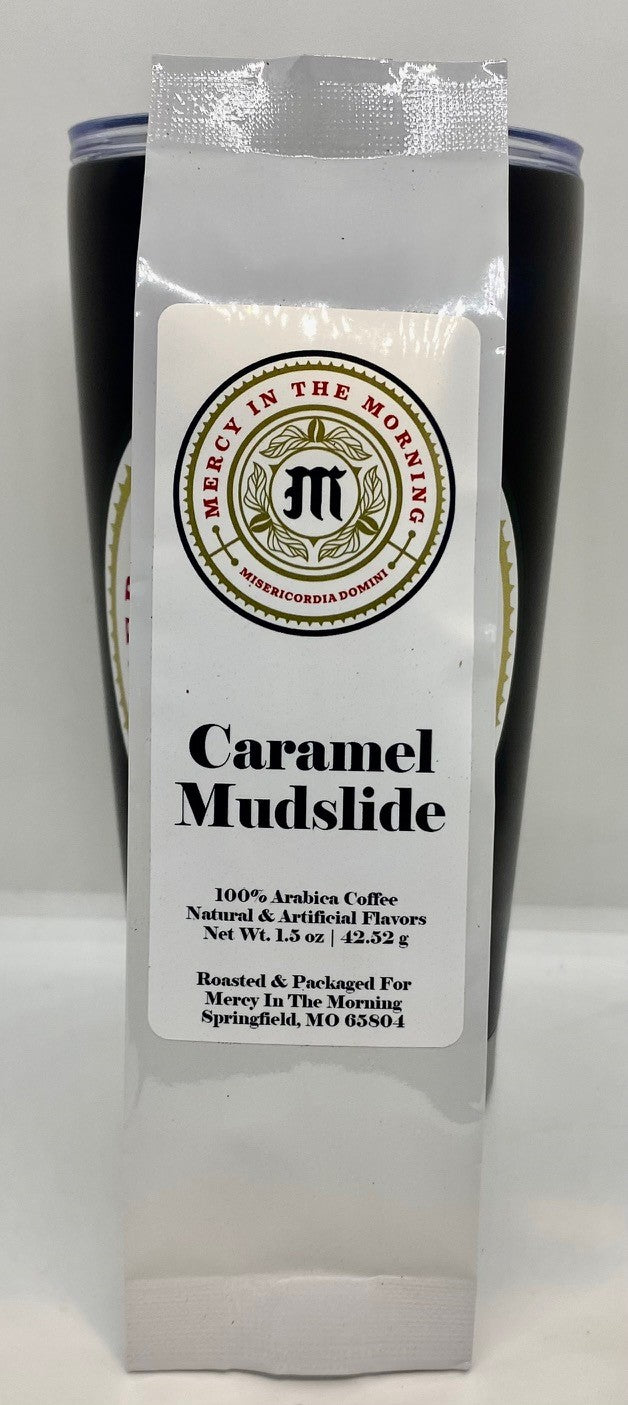 MERCY IN THE MORNING
M
MISERICORDIA DOMINI
Caramel
Mudslide
100% Arabica Coffee
Natural & Artificial Flavors
Net Wt. 1.5 oz | 42.52 g
Roasted & Packaged For
Mercy In The Morning
Springfield, MO 65804